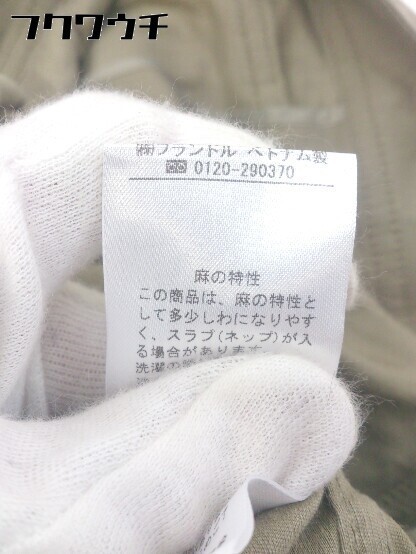 フクワウチ
㈱フランドル ベトナム製
0120-290370
麻の特性
この商品は、麻の特性と
して多少しわになりやす
く、スラブ(ネップ)が入
る場合があります
洗濯の